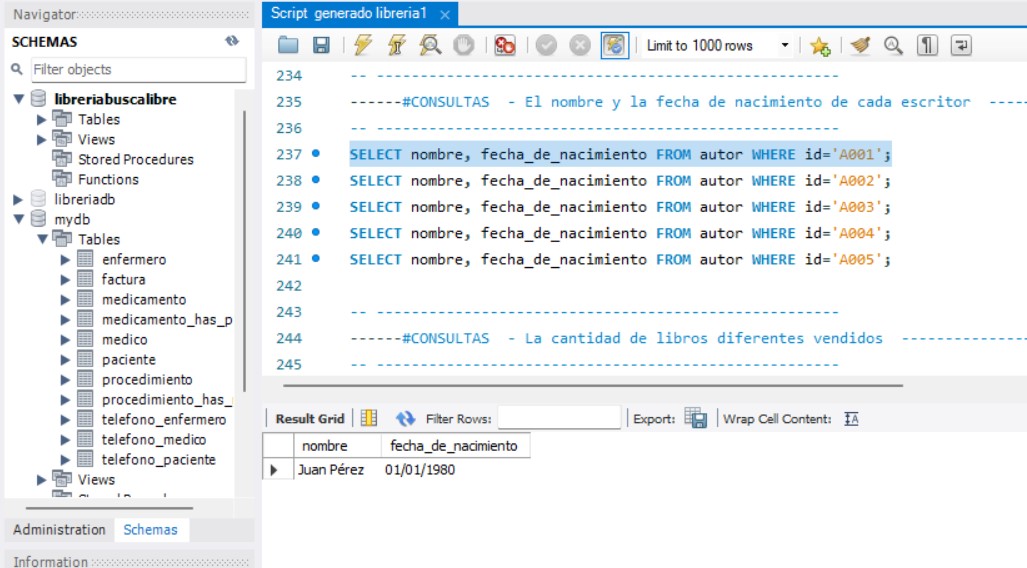 Navigator
SCHEMAS
Filter objects
libreriabuscalibre
Tables
Views
Stored Procedures
Functions
libreriadb
mydb
Tables
enfermero
factura
medicamento
medicamento_has_p
medico
paciente
procedimiento
procedimiento_has_
telefono_enfermero
telefono_medico
telefono_paciente
Views
Administration Schemas
Information
Script generado libreria1
Limit to 1000 rows
234 -- -----------------------------------------------------
235 ------#CONSULTAS - El nombre y la fecha de nacimiento de cada escritor -----
236 -- -----------------------------------------------------
237 SELECT nombre, fecha_de_nacimiento FROM autor WHERE id='A001';
238 SELECT nombre, fecha_de_nacimiento FROM autor WHERE id='A002';
239 SELECT nombre, fecha_de_nacimiento FROM autor WHERE id='A003';
240 SELECT nombre, fecha_de_nacimiento FROM autor WHERE id='A004';
241 SELECT nombre, fecha_de_nacimiento FROM autor WHERE id='A005';
242
243 -- -----------------------------------------------------
244 ------#CONSULTAS - La cantidad de libros diferentes vendidos ---------------
245 -- -----------------------------------------------------
Result Grid Filter Rows: Export: Wrap Cell Content:
nombre fecha_de_nacimiento
Juan Pérez 01/01/1980